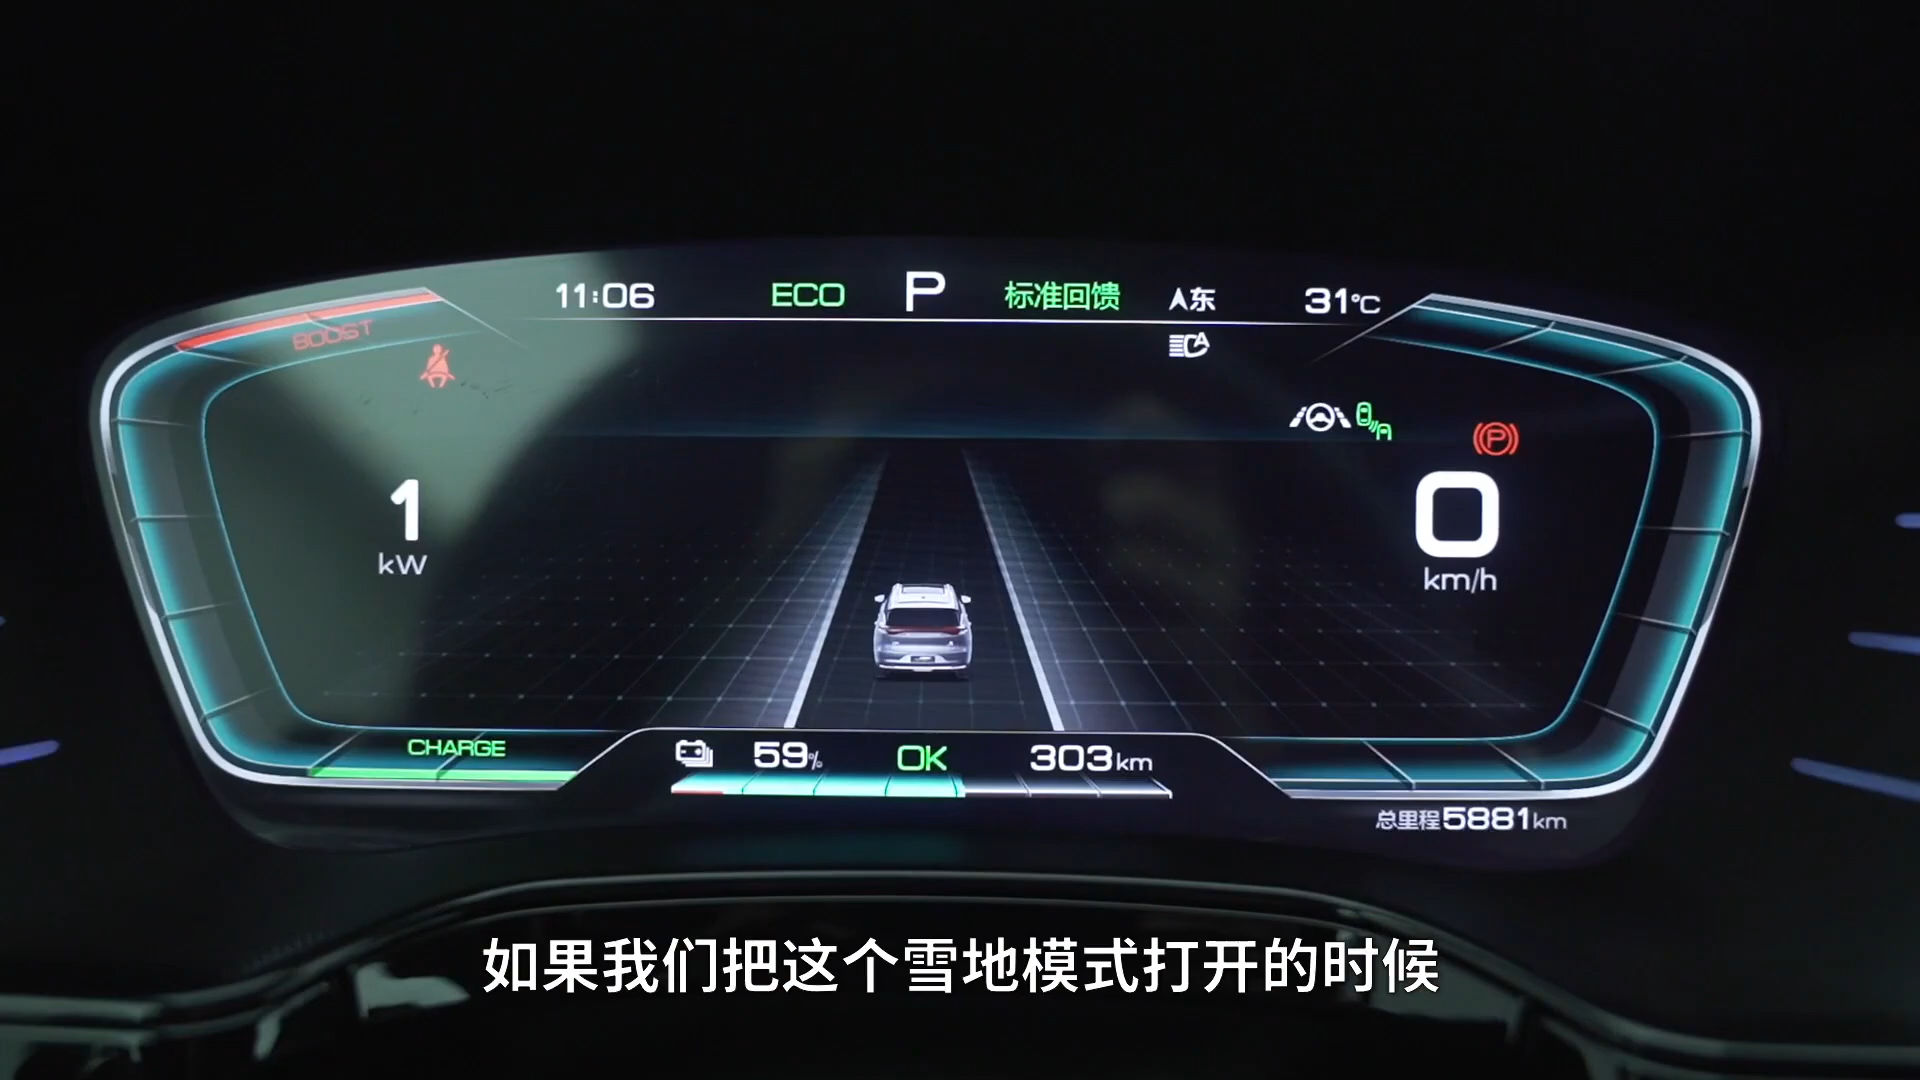 11:06 ECO P 标准回馈 东 31°C
BOOST
A
P
1
kW
0
km/h
CHARGE
59% OK 303km
总里程5881km
如果我们把这个雪地模式打开的时候